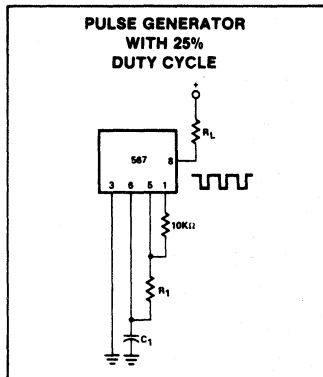 PULSE GENERATOR
WITH 25%
DUTY CYCLE
+
RL
567
8
3 6 5 1
10KΩ
R1
C1